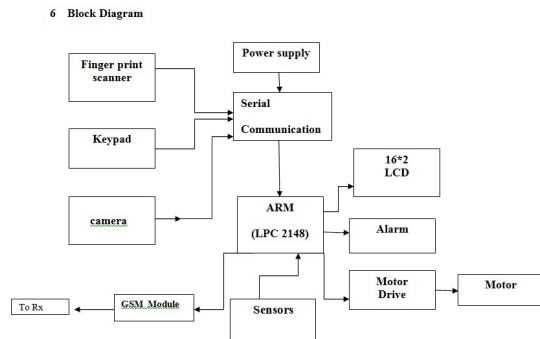 6 Block Diagram
Power supply
Finger print
scanner
Serial
Communication
Keypad
16*2
LCD
camera
ARM
(LPC 2148)
Alarm
Motor
Drive
Motor
To Rx
GSM Module
Sensors